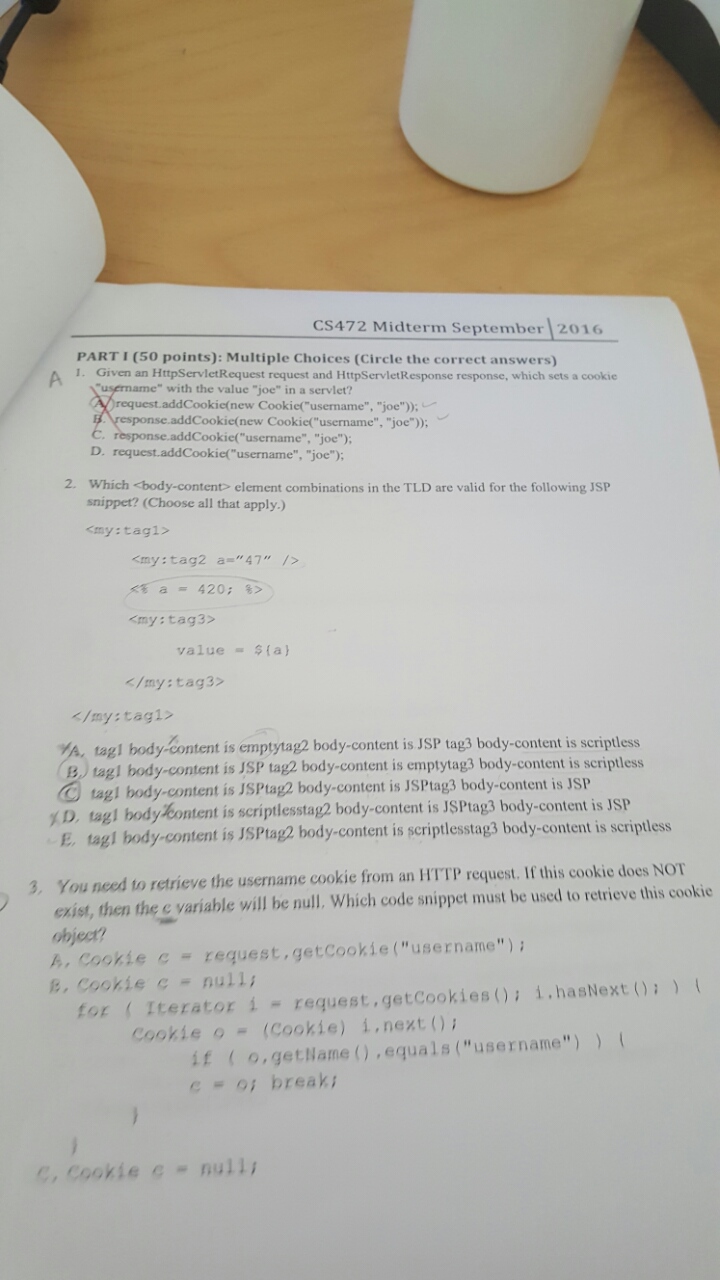 CS472 Midterm September | 2016
PART I (50 points): Multiple Choices (Circle the correct answers)
A
1. Given an HttpServletRequest request and HttpServletResponse response, which sets a cookie
"username" with the value "joe" in a servlet?
A. request.addCookie(new Cookie("username", "joe"));
B. response.addCookie(new Cookie("username", "joe"));
C. response.addCookie("username", "joe");
D. request.addCookie("username", "joe");
2. Which <body-content> element combinations in the TLD are valid for the following JSP
snippet? (Choose all that apply.)
<my:tag1>
<my:tag2 a="47" />
<% a = 420; %>
<my:tag3>
value = ${a}
</my:tag3>
</my:tag1>
A. tag1 body-content is emptytag2 body-content is JSP tag3 body-content is scriptless
B. tag1 body-content is JSP tag2 body-content is emptytag3 body-content is scriptless
C tag1 body-content is JSPtag2 body-content is JSPtag3 body-content is JSP
D. tag1 body-content is scriptlesstag2 body-content is JSPtag3 body-content is JSP
E. tag1 body-content is JSPtag2 body-content is scriptlesstag3 body-content is scriptless
3. You need to retrieve the username cookie from an HTTP request. If this cookie does NOT
exist, then the c variable will be null. Which code snippet must be used to retrieve this cookie
object?
A. Cookie c = request.getCookie("username");
B. Cookie c = null;
for ( Iterator i = request.getCookies(); i.hasNext(); ) {
Cookie o = (Cookie) i.next();
if ( o.getName().equals("username") ) {
c = o; break;
}
}
C. Cookie c = null;